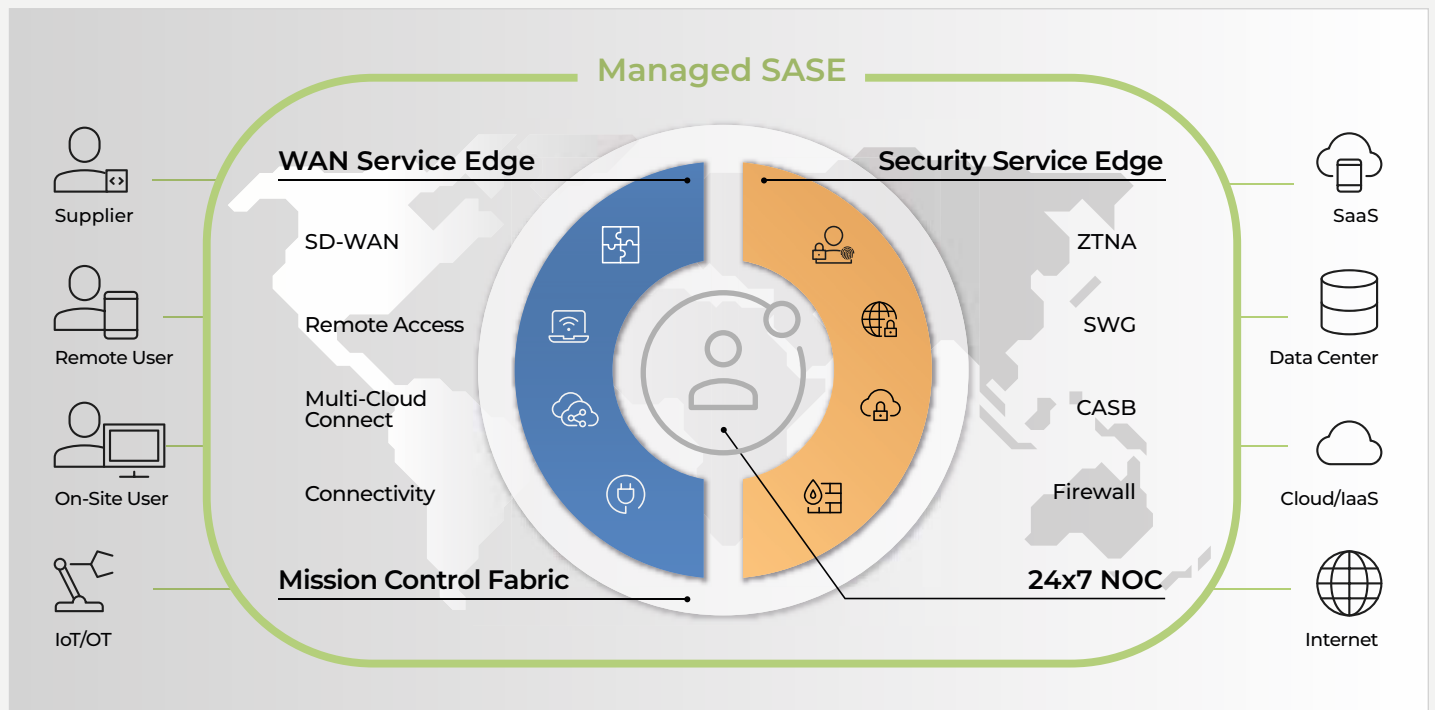 Managed SASE
WAN Service Edge
Security Service Edge
Supplier
Remote User
On-Site User
IoT/OT
SD-WAN
Remote Access
Multi-Cloud
Connect
Connectivity
Mission Control Fabric
ZTNA
SWG
CASB
Firewall
24x7 NOC
SaaS
Data Center
Cloud/IaaS
Internet